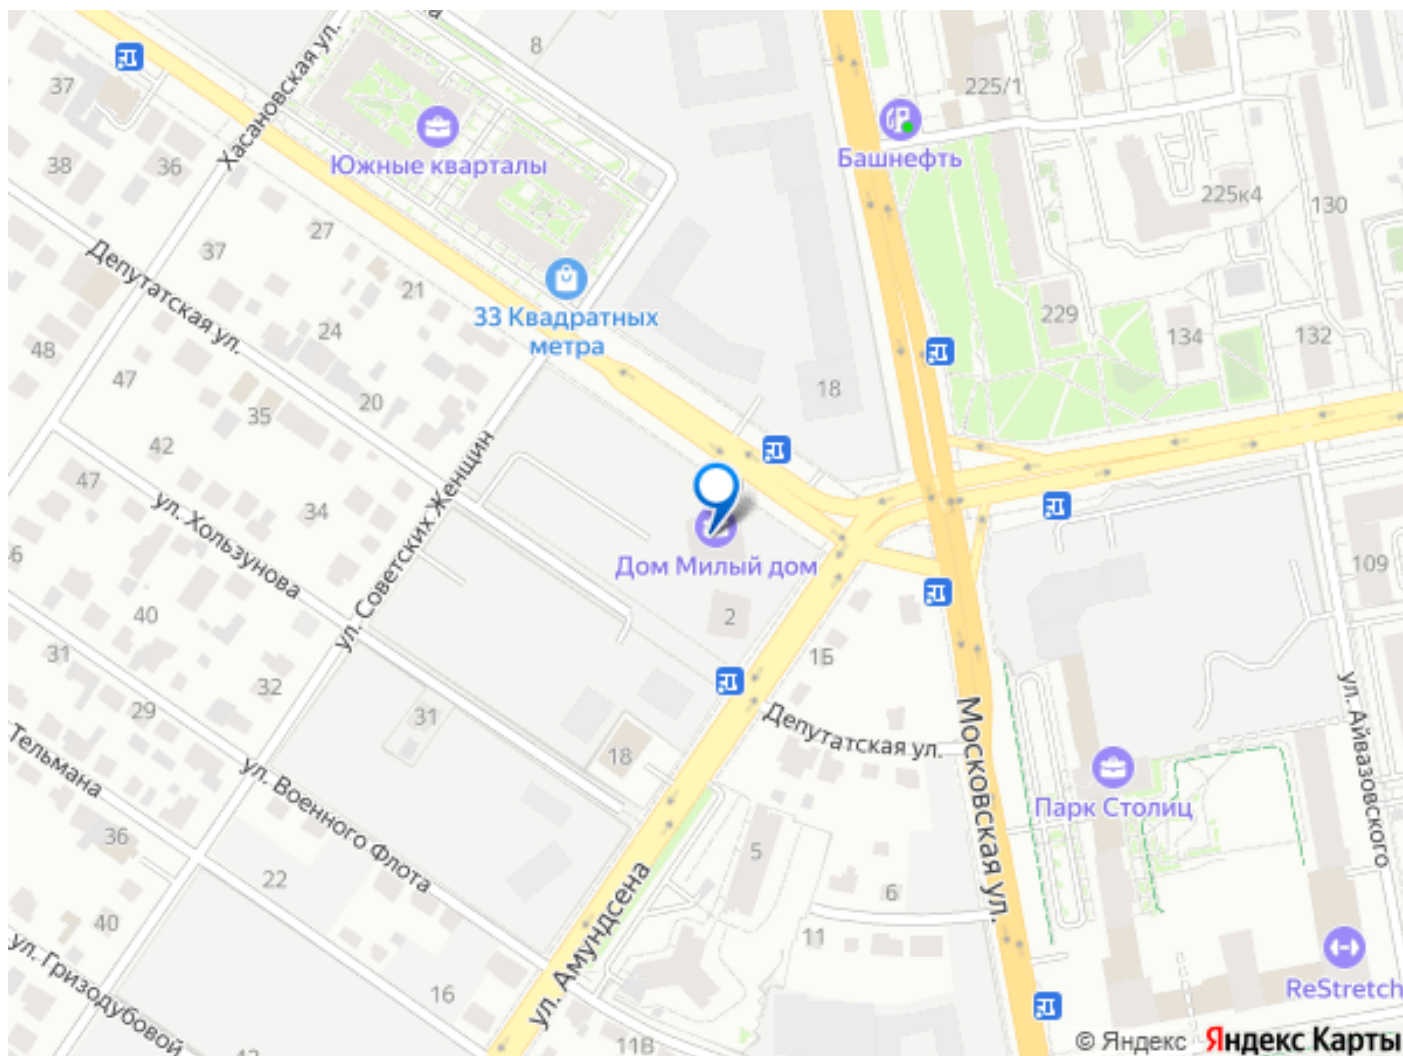 8
37
Хасановская ул.
225/1
Башнефть
Южные кварталы
38
36
225к4
130
27
37
Депутатская ул.
21
33 Квадратных
метра
24
229
134
132
48
47
20
18
35
42
ул. Советских Женщин
47
34
ул. Хользунова
Дом Милый дом
109
40
2
31
1Б
32
29
31
Депутатская ул.
Московская ул.
ул. Айвазовского
Тельмана
ул. Военного Флота
18
Парк Столиц
36
5
22
6
ул. Амундсена
40
11
ул. Гризодубовой
16
ReStretch
11В
© Яндекс Яндекс Карты